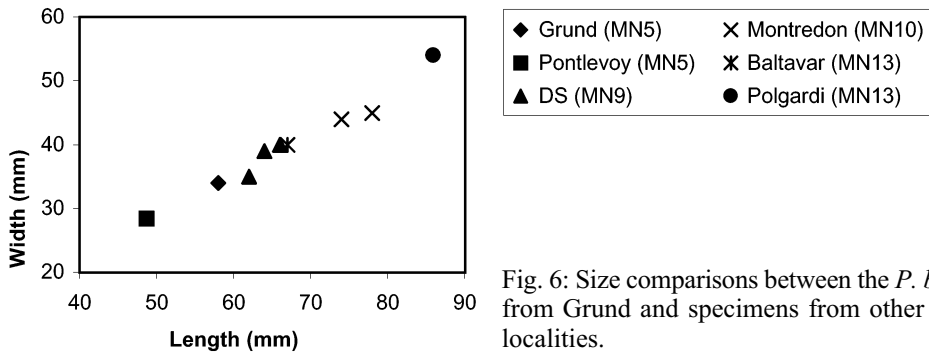 60
50
40
30
20
Width (mm)
40 50 60 70 80 90
Length (mm)
Grund (MN5) Montredon (MN10)
Pontlevoy (MN5) Baltavar (MN13)
DS (MN9) Polgardi (MN13)
Fig. 6: Size comparisons between the P. b
from Grund and specimens from other
localities.